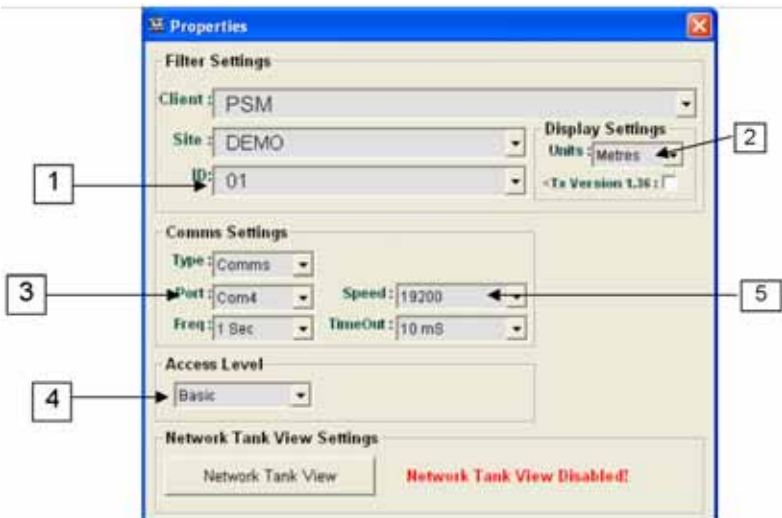 Properties
Filter Settings
Client : PSM
Site : DEMO
Display Settings
Units : Metres
2
1
ID: 01
<Tx Version 1.36 :
Comms Settings
Type : Comms
3
Port : Com4
Speed : 19200
5
Freq : 1 Sec
TimeOut : 10 mS
Access Level
4
Basic
Network Tank View Settings
Network Tank View
Network Tank View Disabled!